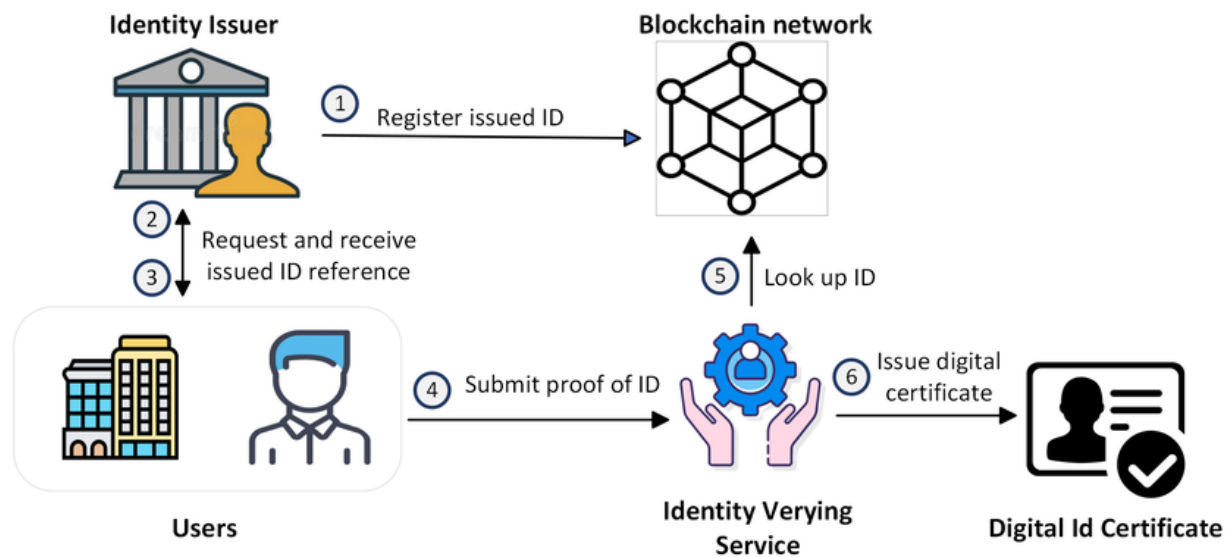 Identity Issuer
Blockchain network
1
Register issued ID
2
Request and receive
3
issued ID reference
5
Look up ID
4
Submit proof of ID
6
Issue digital
certificate
Users
Identity Verying
Service
Digital Id Certificate